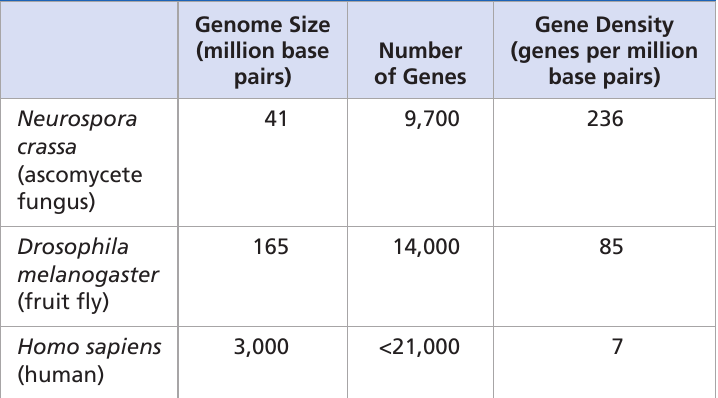 Genome Size
(million base
pairs)
Number
of Genes
Gene Density
(genes per million
base pairs)
Neurospora
crassa
(ascomycete
fungus)
41
9,700
236
Drosophila
melanogaster
(fruit fly)
165
14,000
85
Homo sapiens
(human)
3,000
<21,000
7